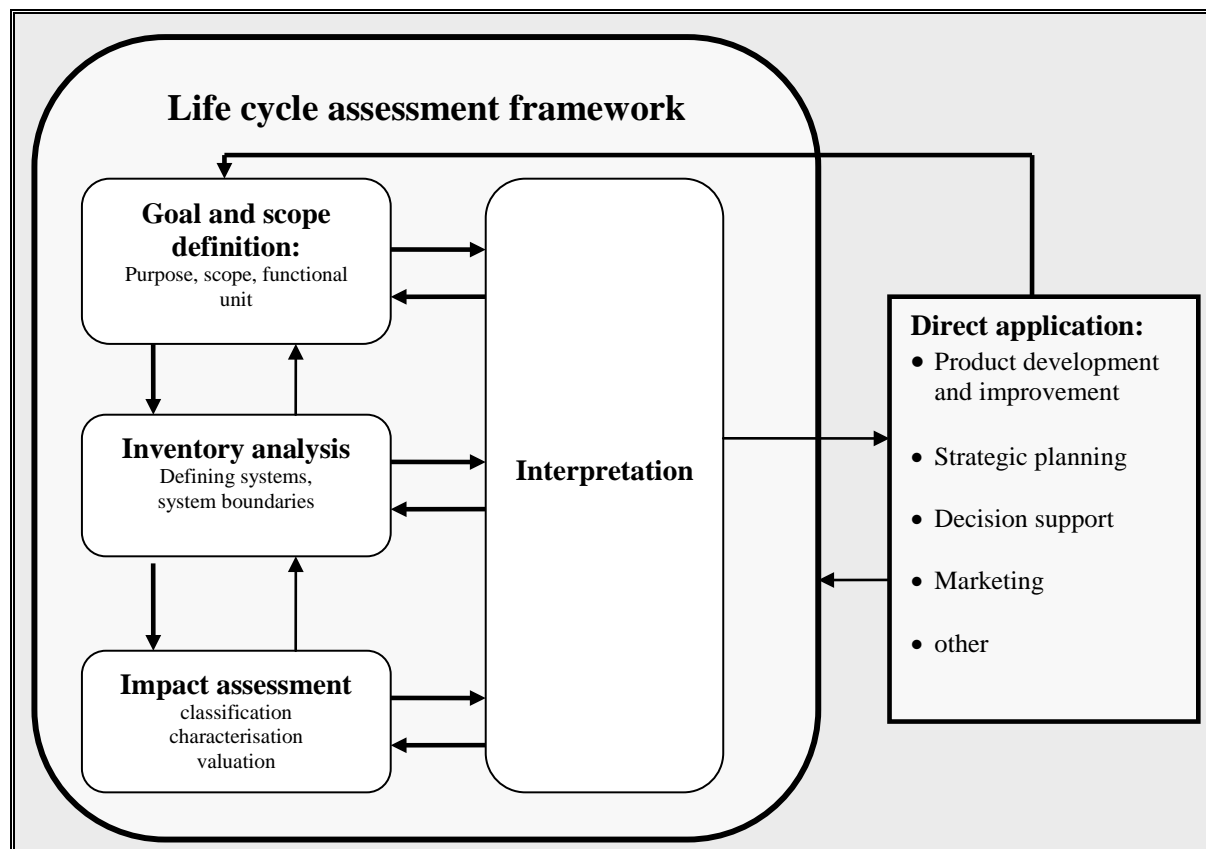 Life cycle assessment framework
Goal and scope
definition:
Purpose, scope, functional
unit
Inventory analysis
Defining systems,
system boundaries
Impact assessment
classification
characterisation
valuation
Interpretation
Direct application:
• Product development
and improvement
• Strategic planning
• Decision support
• Marketing
• other